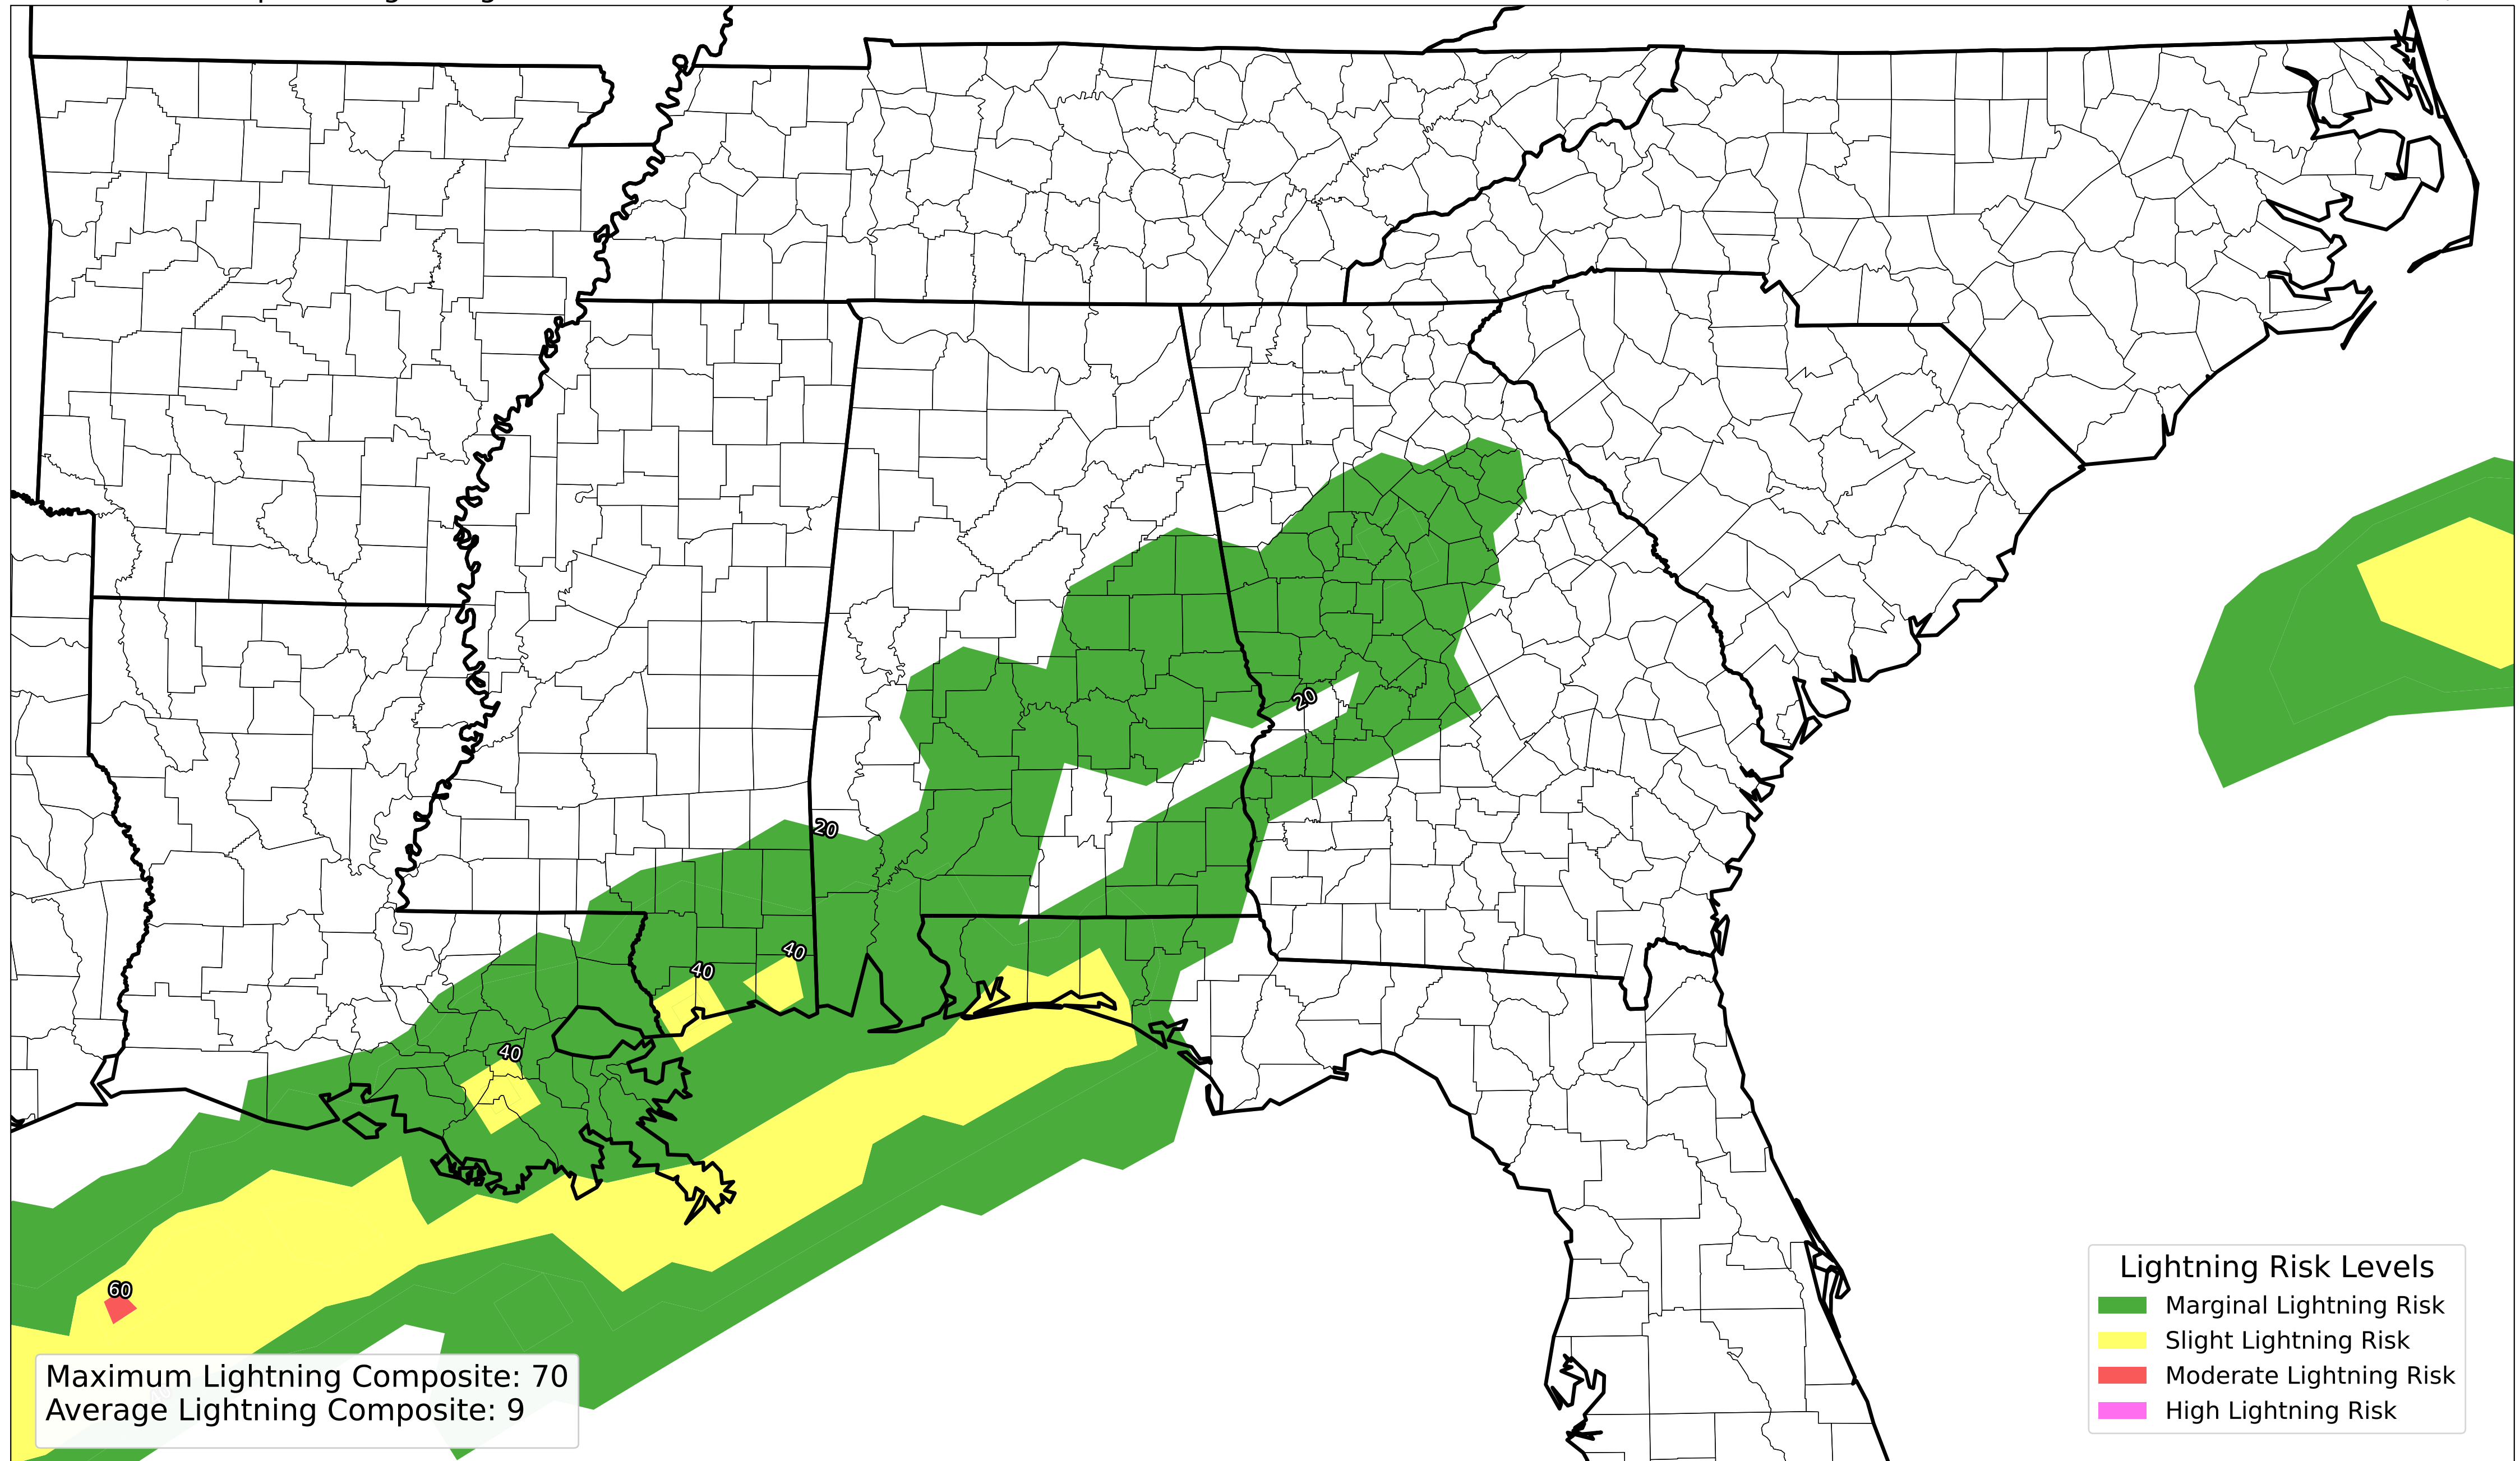 20
20
40
40
40
60
Maximum Lightning Composite: 70
Average Lightning Composite: 9
Lightning Risk Levels
Marginal Lightning Risk
Slight Lightning Risk
Moderate Lightning Risk
High Lightning Risk